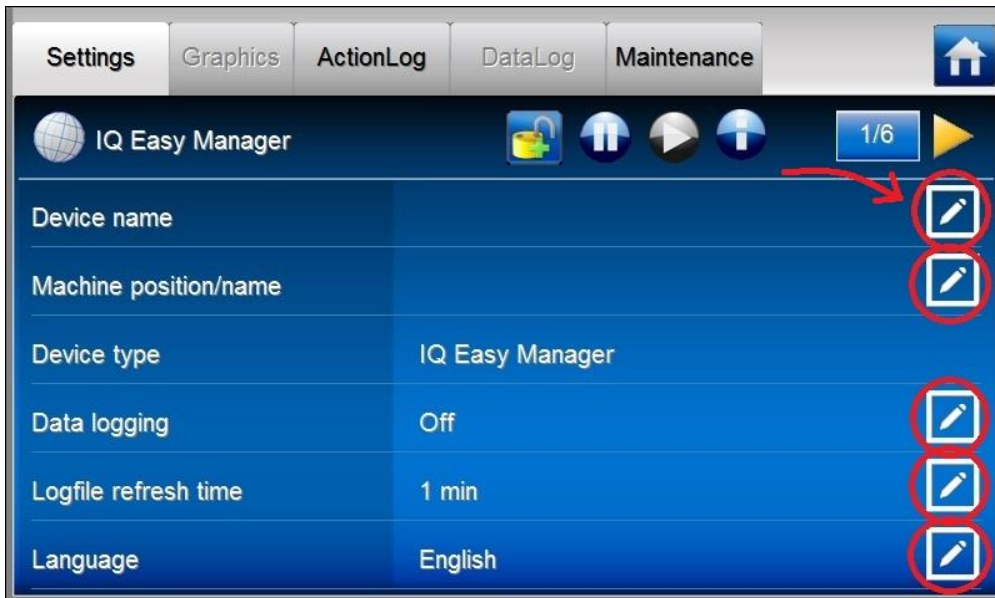 Settings Graphics ActionLog DataLog Maintenance
IQ Easy Manager 1/6
Device name
Machine position/name
Device type IQ Easy Manager
Data logging Off
Logfile refresh time 1 min
Language English